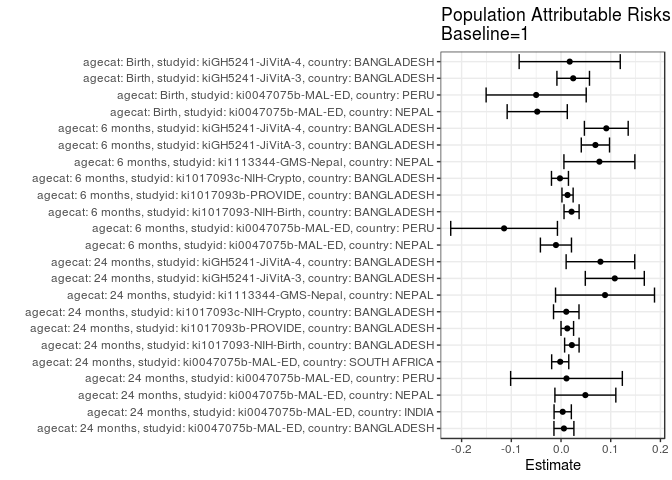 Population Attributable Risks
Baseline=1
agecat: Birth, studyid: kiGH5241-JiVitA-4, country: BANGLADESH
agecat: Birth, studyid: kiGH5241-JiVitA-3, country: BANGLADESH
agecat: Birth, studyid: ki0047075b-MAL-ED, country: PERU
agecat: Birth, studyid: ki0047075b-MAL-ED, country: NEPAL
agecat: 6 months, studyid: kiGH5241-JiVitA-4, country: BANGLADESH
agecat: 6 months, studyid: kiGH5241-JiVitA-3, country: BANGLADESH
agecat: 6 months, studyid: ki1113344-GMS-Nepal, country: NEPAL
agecat: 6 months, studyid: ki1017093c-NIH-Crypto, country: BANGLADESH
agecat: 6 months, studyid: ki1017093b-PROVIDE, country: BANGLADESH
agecat: 6 months, studyid: ki1017093-NIH-Birth, country: BANGLADESH
agecat: 6 months, studyid: ki0047075b-MAL-ED, country: PERU
agecat: 6 months, studyid: ki0047075b-MAL-ED, country: NEPAL
agecat: 24 months, studyid: kiGH5241-JiVitA-4, country: BANGLADESH
agecat: 24 months, studyid: kiGH5241-JiVitA-3, country: BANGLADESH
agecat: 24 months, studyid: ki1113344-GMS-Nepal, country: NEPAL
agecat: 24 months, studyid: ki1017093c-NIH-Crypto, country: BANGLADESH
agecat: 24 months, studyid: ki1017093b-PROVIDE, country: BANGLADESH
agecat: 24 months, studyid: ki1017093-NIH-Birth, country: BANGLADESH
agecat: 24 months, studyid: ki0047075b-MAL-ED, country: SOUTH AFRICA
agecat: 24 months, studyid: ki0047075b-MAL-ED, country: PERU
agecat: 24 months, studyid: ki0047075b-MAL-ED, country: NEPAL
agecat: 24 months, studyid: ki0047075b-MAL-ED, country: INDIA
agecat: 24 months, studyid: ki0047075b-MAL-ED, country: BANGLADESH
-0.2 -0.1 0.0 0.1 0.2
Estimate